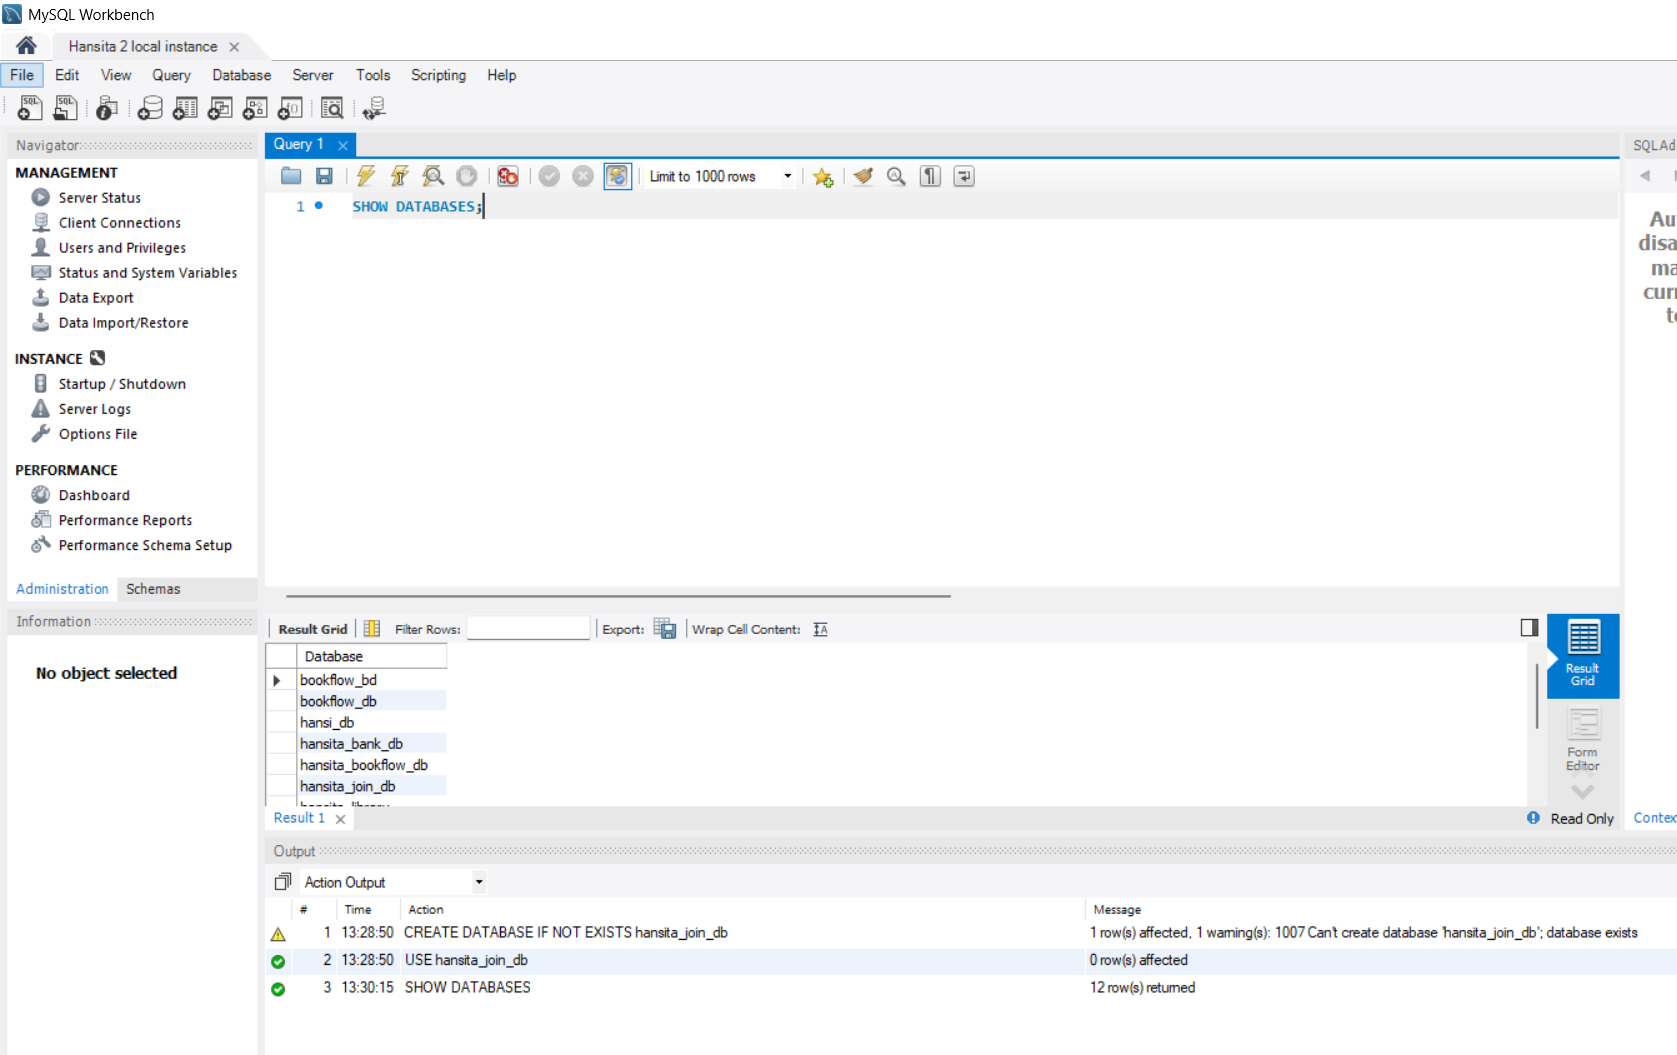 MySQL Workbench
Hansita 2 local instance
File Edit View Query Database Server Tools Scripting Help
Navigator
MANAGEMENT
Server Status
Client Connections
Users and Privileges
Status and System Variables
Data Export
Data Import/Restore
INSTANCE
Startup / Shutdown
Server Logs
Options File
PERFORMANCE
Dashboard
Performance Reports
Performance Schema Setup
Administration Schemas
Information
No object selected
Query 1
Limit to 1000 rows
1 SHOW DATABASES;
Result Grid Filter Rows: Export: Wrap Cell Content:
Database
bookflow_bd
bookflow_db
hansi_db
hansita_bank_db
hansita_bookflow_db
hansita_join_db
hansita_library
Result Grid
Form Editor
Result 1
Read Only
Output
Action Output
# Time Action Message
1 13:28:50 CREATE DATABASE IF NOT EXISTS hansita_join_db 1 row(s) affected, 1 warning(s): 1007 Can't create database 'hansita_join_db'; database exists
2 13:28:50 USE hansita_join_db 0 row(s) affected
3 13:30:15 SHOW DATABASES 12 row(s) returned
SQLAd
Au
disa
ma
curr
t
Contex